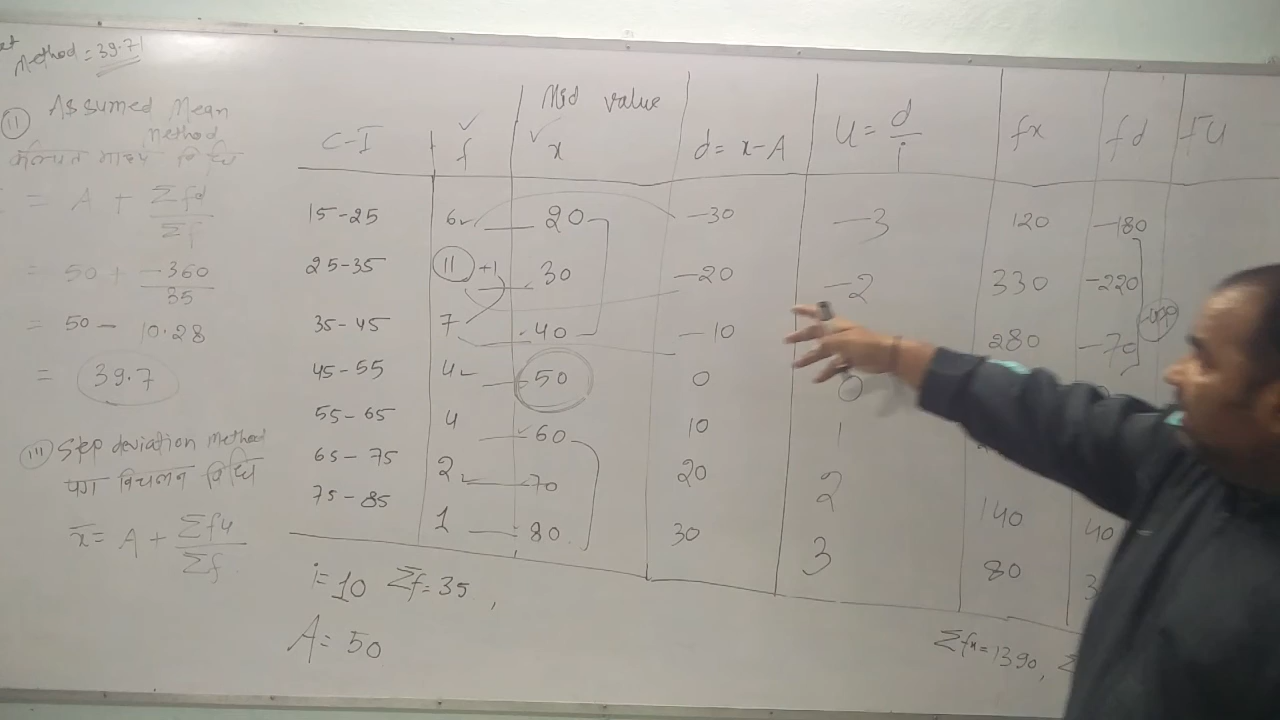 Method = 39.71
II Assumed Mean
Method
कल्पित माध्य विधि
= A + Σfd / Σf
= 50 + -360 / 35
= 50 - 10.28
= 39.7
III Step deviation Method
पग विचलन विधि
x̄ = A + Σfu / Σf
Mid value
C-I f x d = x-A U = d/i fx fd fU
15-25 6 20 -30 -3 120 -180
25-35 11 +1 30 -20 -2 330 -220
35-45 7 40 -10 280 -70
45-55 4 50 0 0
55-65 4 60 10 1
65-75 2 70 20 2 140 40
75-85 1 80 30 3 80
i=10 Σf=35,
A=50
Σfx=1390, Σ